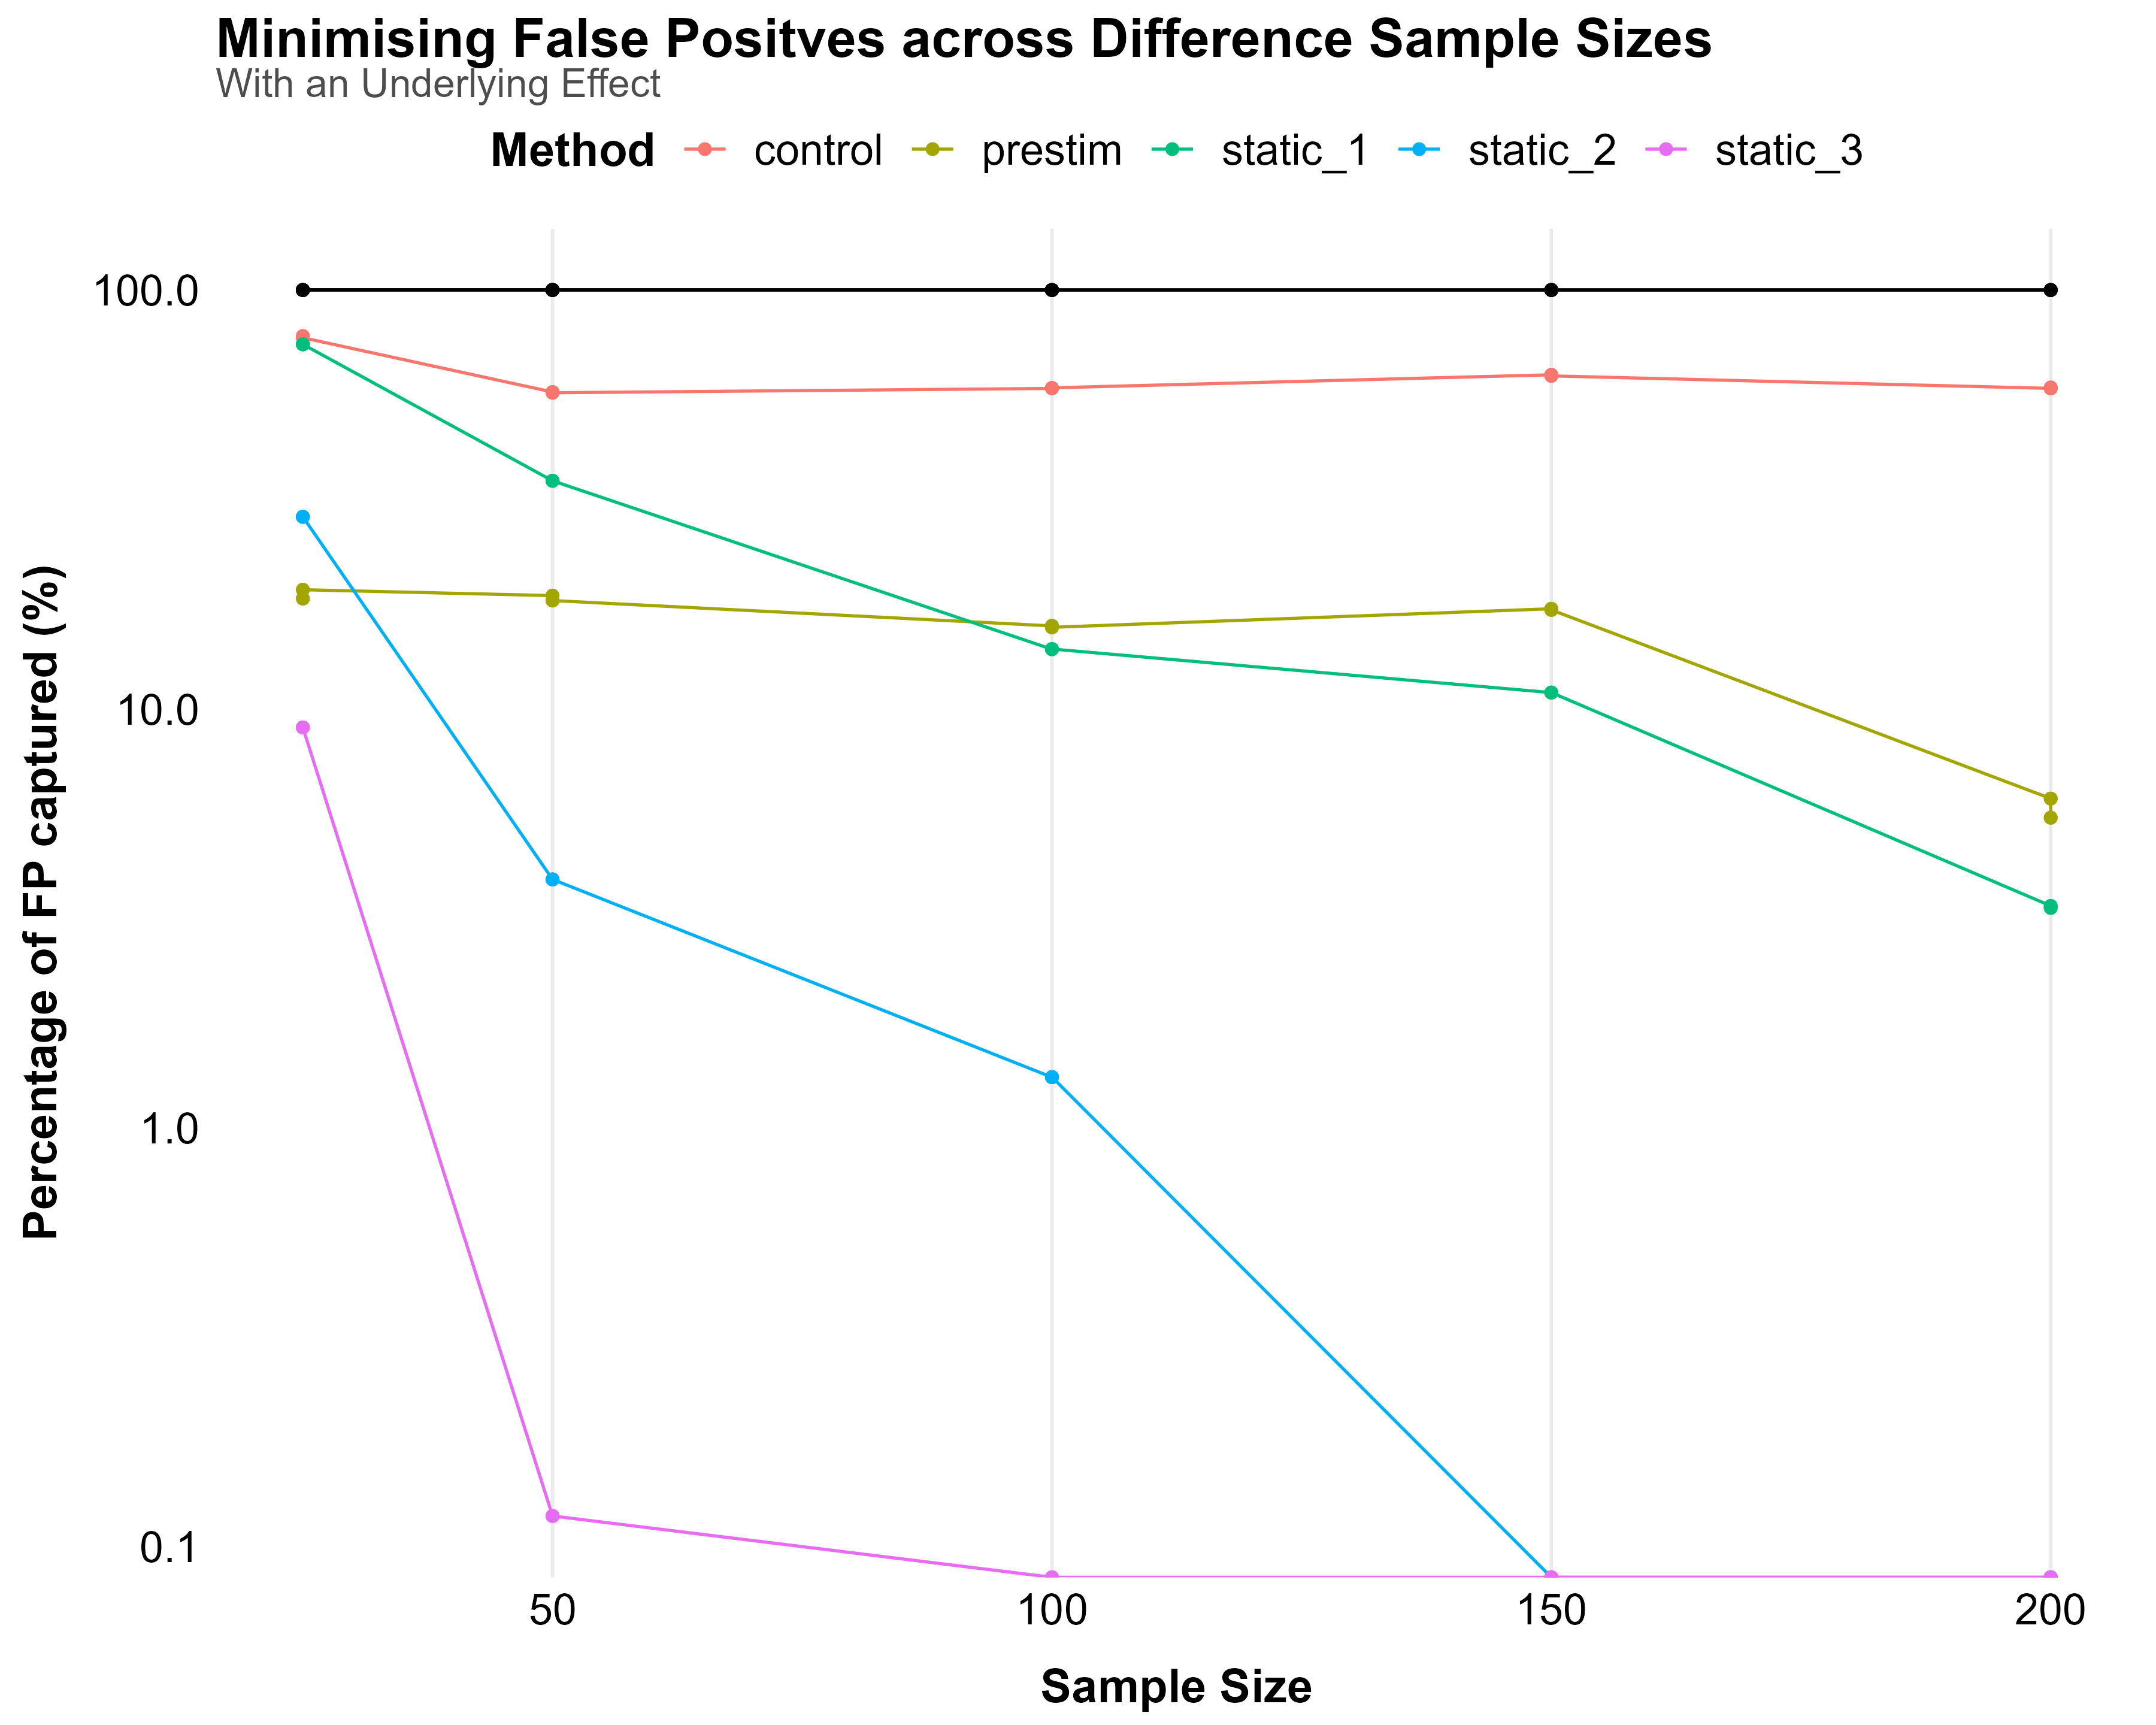 Minimising False Positves across Difference Sample Sizes
With an Underlying Effect
Method control prestim static_1 static_2 static_3
Percentage of FP captured (%)
100.0
10.0
1.0
0.1
50 100 150 200
Sample Size